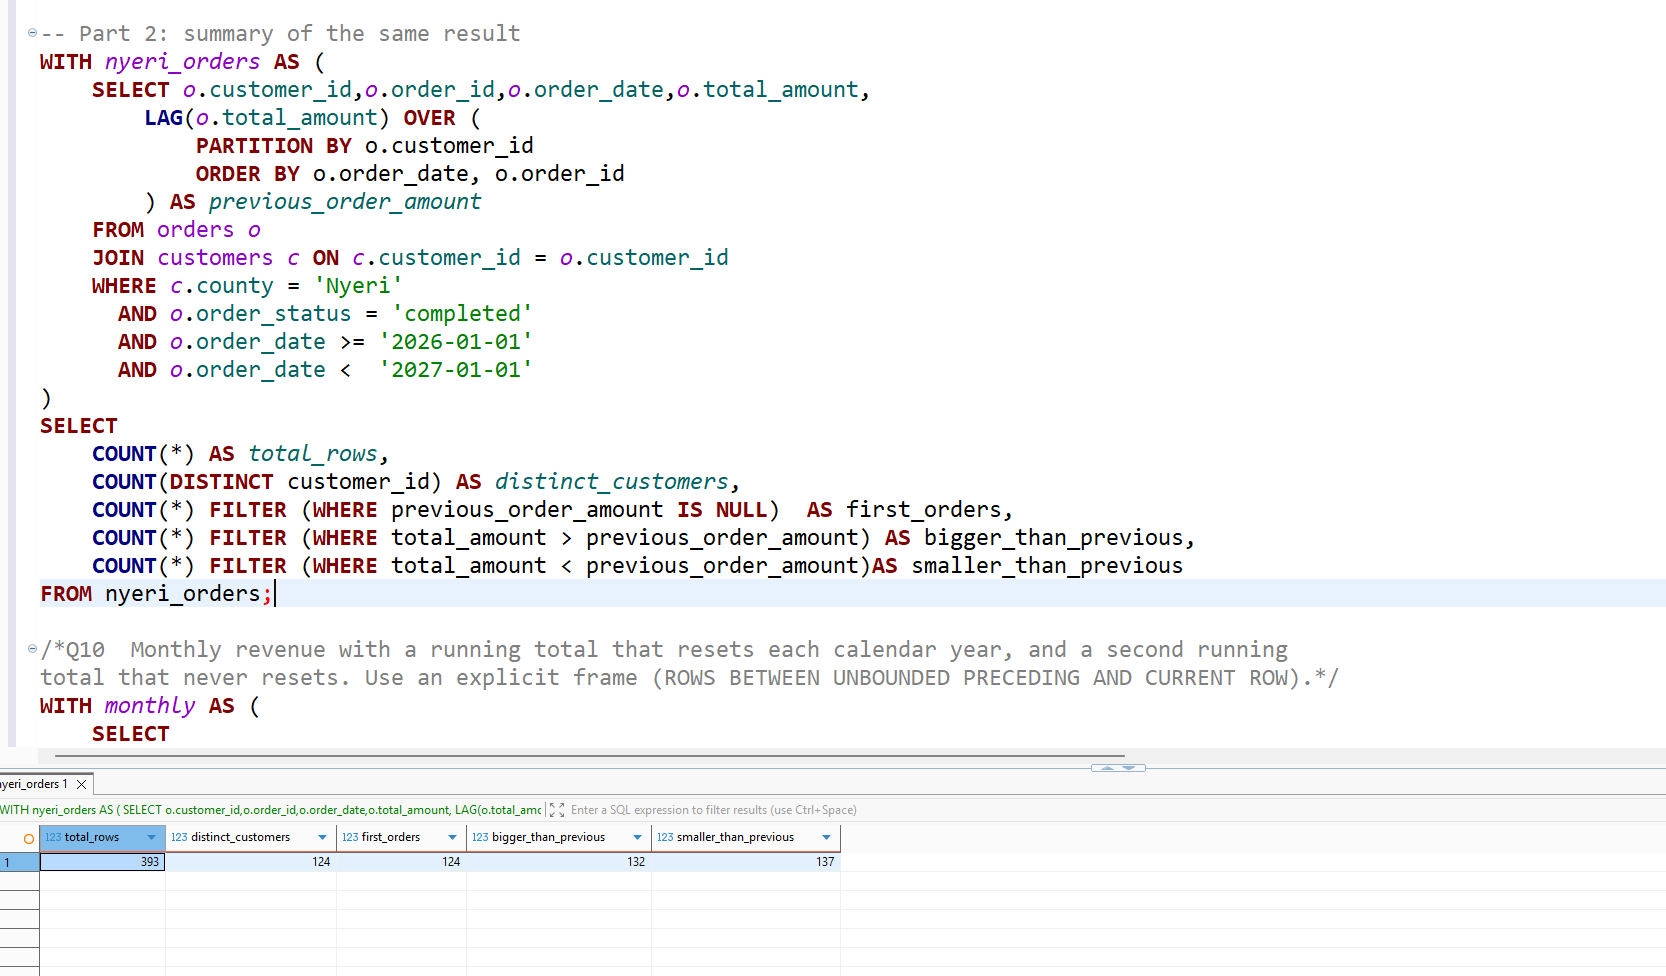 -- Part 2: summary of the same result
WITH nyeri_orders AS (
    SELECT o.customer_id,o.order_id,o.order_date,o.total_amount,
        LAG(o.total_amount) OVER (
            PARTITION BY o.customer_id
            ORDER BY o.order_date, o.order_id
        ) AS previous_order_amount
    FROM orders o
    JOIN customers c ON c.customer_id = o.customer_id
    WHERE c.county = 'Nyeri'
      AND o.order_status = 'completed'
      AND o.order_date >= '2026-01-01'
      AND o.order_date <  '2027-01-01'
)
SELECT
    COUNT(*) AS total_rows,
    COUNT(DISTINCT customer_id) AS distinct_customers,
    COUNT(*) FILTER (WHERE previous_order_amount IS NULL)  AS first_orders,
    COUNT(*) FILTER (WHERE total_amount > previous_order_amount) AS bigger_than_previous,
    COUNT(*) FILTER (WHERE total_amount < previous_order_amount)AS smaller_than_previous
FROM nyeri_orders;
/*Q10  Monthly revenue with a running total that resets each calendar year, and a second running
total that never resets. Use an explicit frame (ROWS BETWEEN UNBOUNDED PRECEDING AND CURRENT ROW).*/
WITH monthly AS (
    SELECT
nyeri_orders 1
WITH nyeri_orders AS ( SELECT o.customer_id,o.order_id,o.order_date,o.total_amount, LAG(o.total_amc Enter a SQL expression to filter results (use Ctrl+Space)
123 total_rows 123 distinct_customers 123 first_orders 123 bigger_than_previous 123 smaller_than_previous
1 393 124 124 132 137